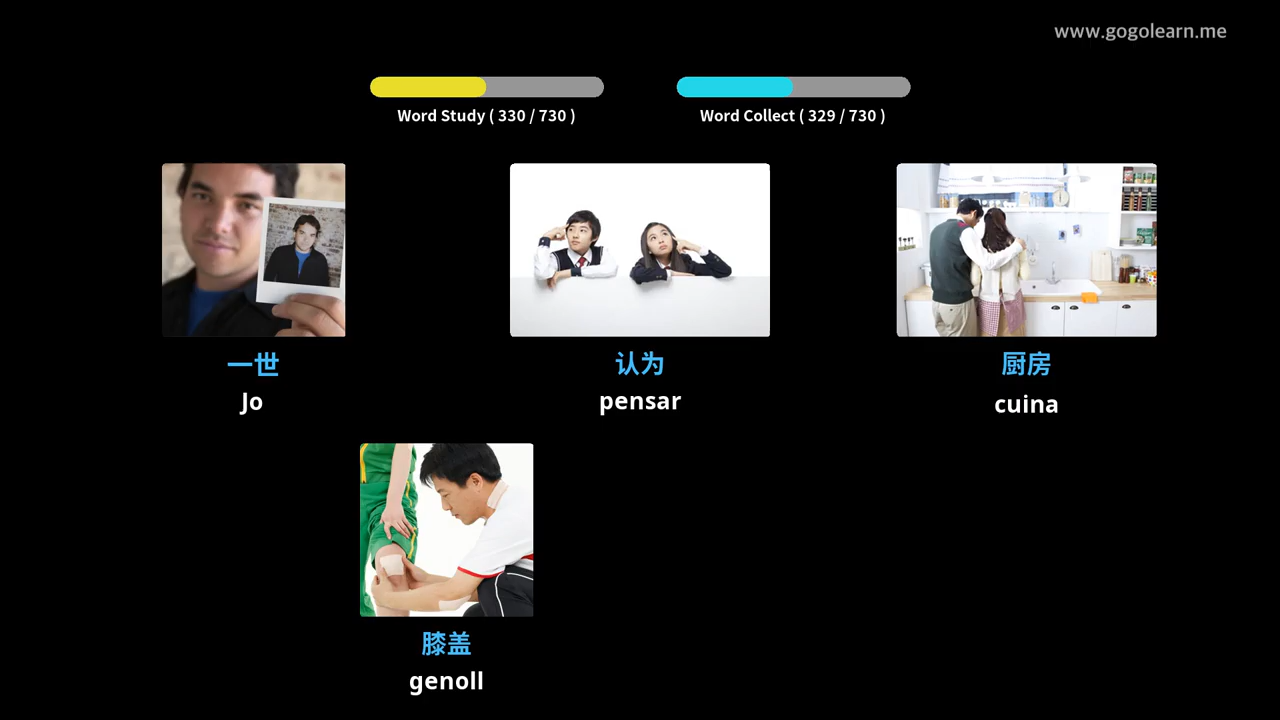 www.gogolearn.me
Word Study ( 330 / 730 )
Word Collect ( 329 / 730 )
一世
Jo
认为
pensar
厨房
cuina
膝盖
genoll